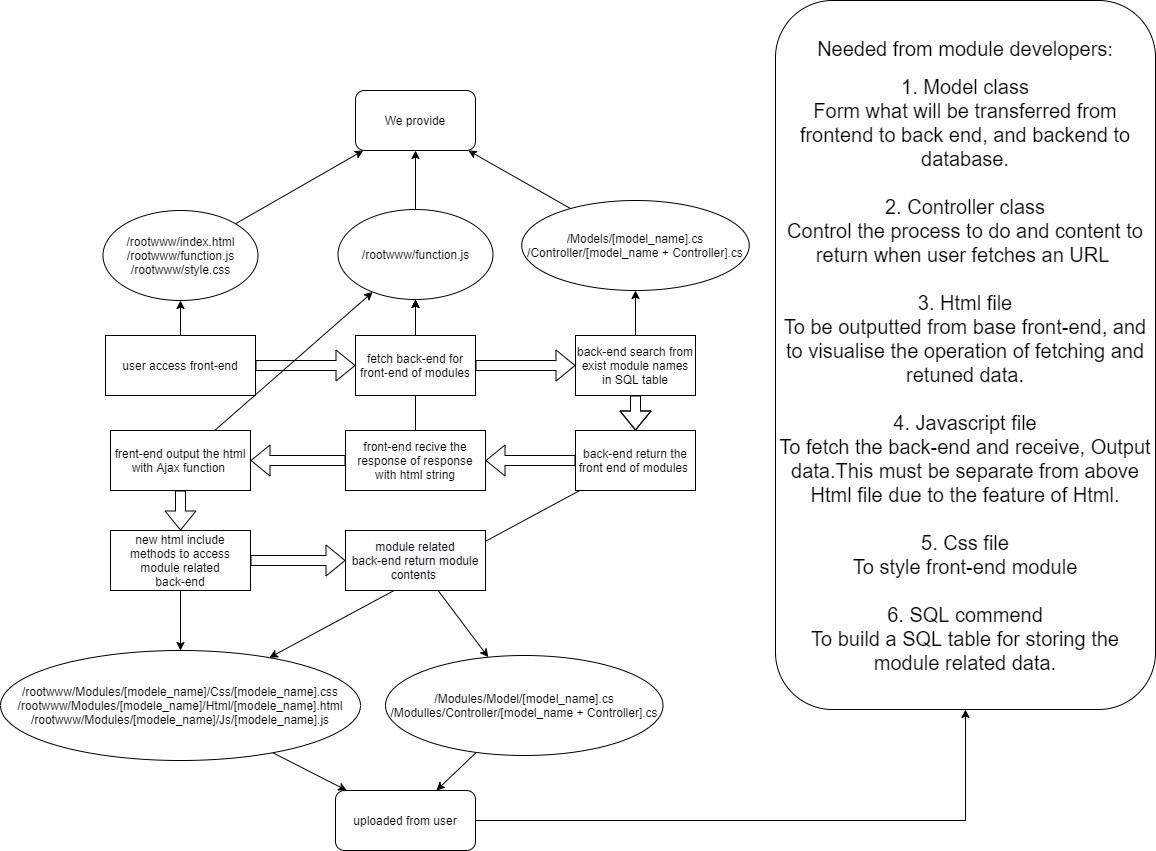 We provide
/rootwww/index.html
/rootwww/function.js
/rootwww/style.css
/rootwww/function.js
/Models/[model_name].cs
/Controller/[model_name + Controller].cs
user access front-end
fetch back-end for
front-end of modules
back-end search from
exist module names
in SQL table
frent-end output the html
with Ajax function
front-end recive the
response of response
with html string
back-end return the
front end of modules
new html include
methods to access
module related
back-end
module related
back-end return module
contents
/rootwww/Modules/[modele_name]/Css/[modele_name].css
/rootwww/Modules/[modele_name]/Html/[modele_name].html
/rootwww/Modules/[modele_name]/Js/[modele_name].js
/Modules/Model/[model_name].cs
/Modulles/Controller/[model_name + Controller].cs
uploaded from user
Needed from module developers:
1. Model class
Form what will be transferred from
frontend to back end, and backend to
database.
2. Controller class
Control the process to do and content to
return when user fetches an URL
3. Html file
To be outputted from base front-end, and
to visualise the operation of fetching and
retuned data.
4. Javascript file
To fetch the back-end and receive, Output
data.This must be separate from above
Html file due to the feature of Html.
5. Css file
To style front-end module
6. SQL commend
To build a SQL table for storing the
module related data.